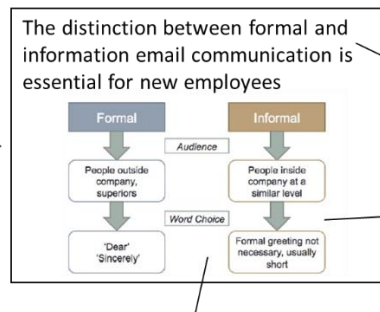 The distinction between formal and
information email communication is
essential for new employees
Formal
Informal
Audience
People outside
company,
superiors
People inside
company at a
similar level
Word Choice
'Dear'
'Sincerely'
Formal greeting not
necessary, usually
short